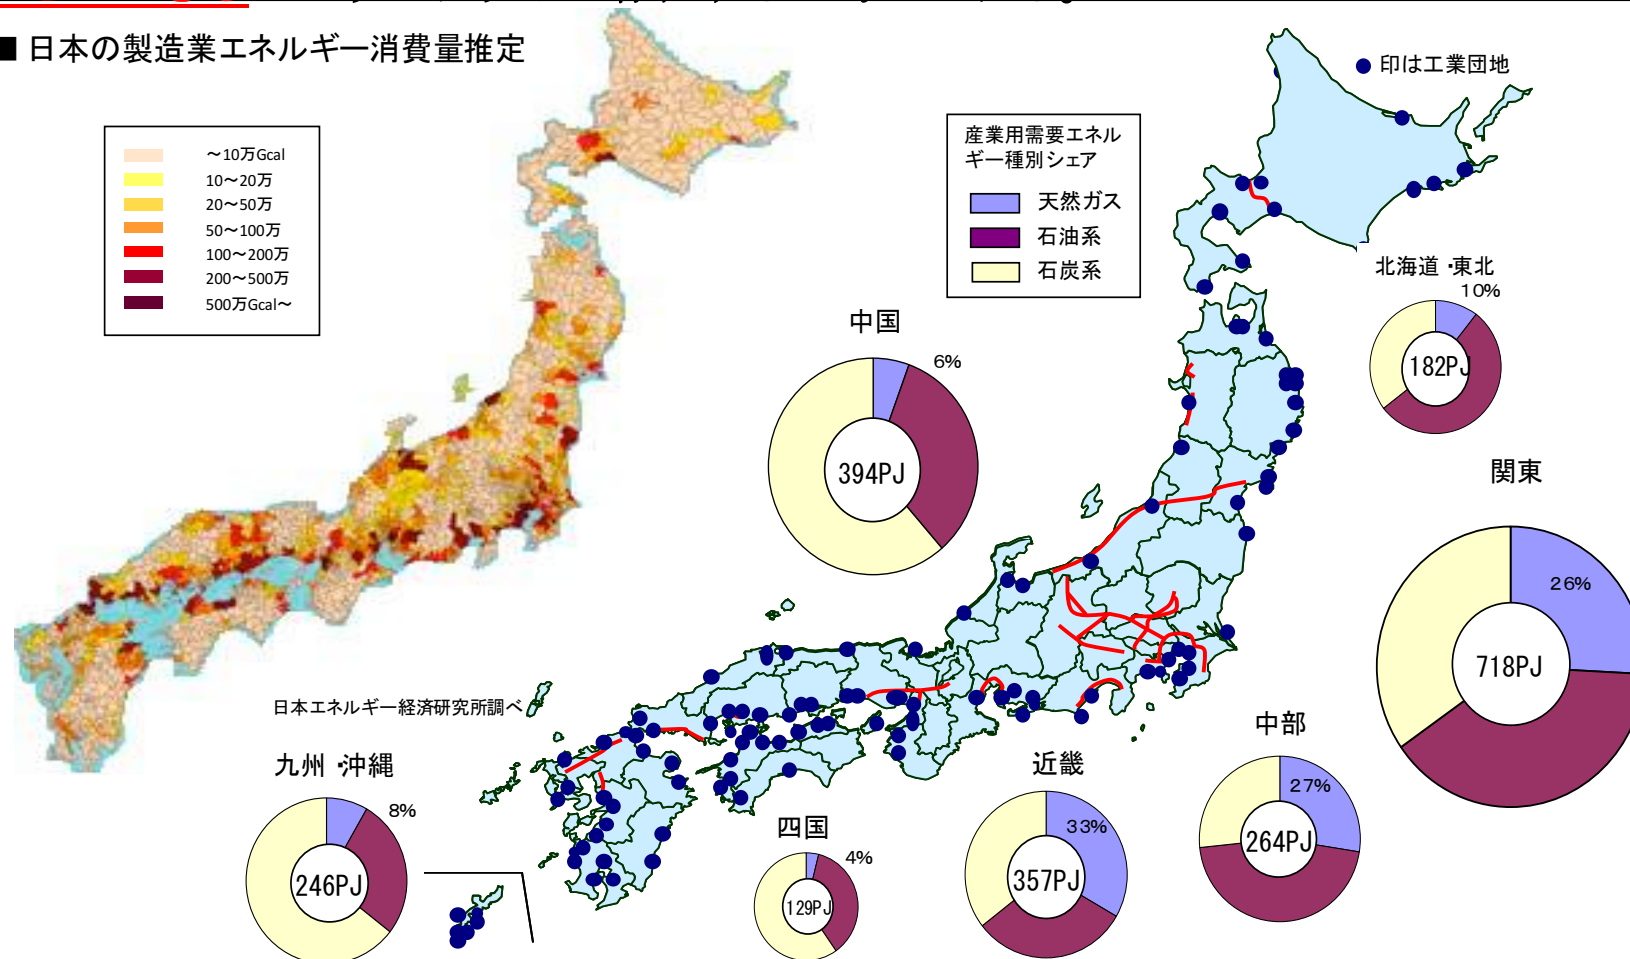 ■ 日本の製造業エネルギー消費量推定
～10万Gcal
10～20万
20～50万
50～100万
100～200万
200～500万
500万Gcal～
● 印は工業団地
産業用需要エネル
ギー種別シェア
天然ガス
石油系
石炭系
北海道・東北
10%
182PJ
中国
6%
394PJ
関東
26%
718PJ
日本エネルギー経済研究所調べ
九州・沖縄
8%
246PJ
四国
4%
129PJ
近畿
33%
357PJ
中部
27%
264PJ